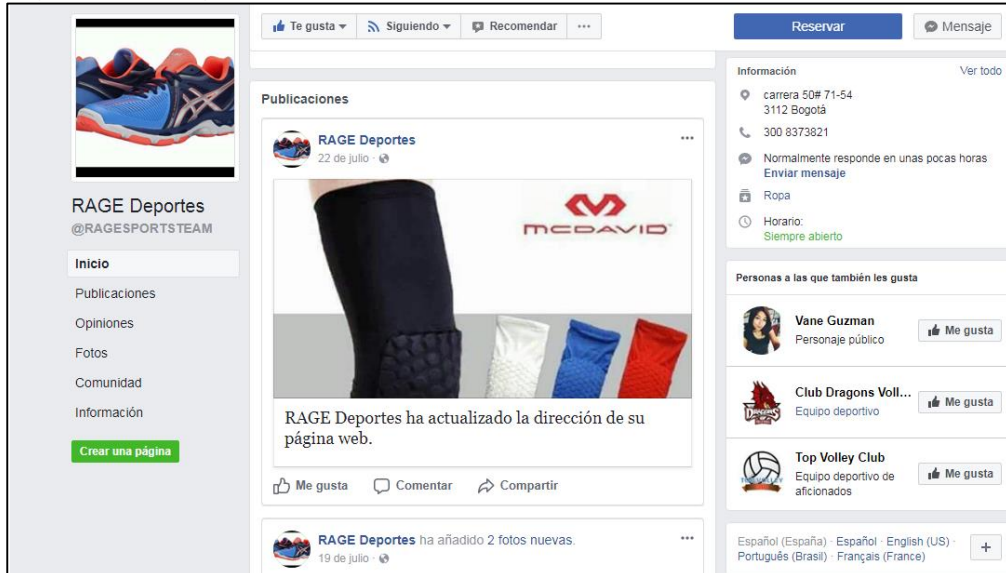 Te gusta
Siguiendo
Recomendar
Reservar
Mensaje
RAGE Deportes
@RAGESPORTSTEAM
Inicio
Publicaciones
Opiniones
Fotos
Comunidad
Información
Crear una página
Publicaciones
RAGE Deportes
22 de julio
McDAVID
RAGE Deportes ha actualizado la dirección de su
página web.
Me gusta
Comentar
Compartir
RAGE Deportes ha añadido 2 fotos nuevas.
19 de julio
Información
Ver todo
carrera 50# 71-54
3112 Bogotá
300 8373821
Normalmente responde en unas pocas horas
Enviar mensaje
Ropa
Horario:
Siempre abierto
Personas a las que también les gusta
Vane Guzman
Personaje público
Me gusta
DRAGONS
Club Dragons Voll...
Equipo deportivo
Me gusta
Top Volley Club
Equipo deportivo de
aficionados
Me gusta
Español (España) · Español · English (US) ·
Português (Brasil) · Français (France)